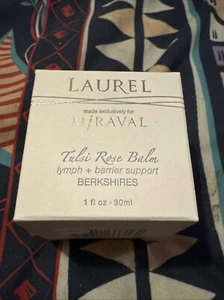 LAUREL
made exclusively for
MIRAVAL
Tulsi Rose Balm
lymph + barrier support
BERKSHIRES
1 fl oz - 30ml